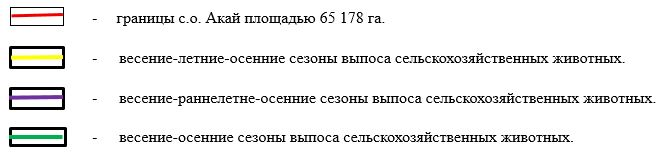 - границы с.о. Акай площадью 65 178 га.
- весение-летние-осенние сезоны выпоса сельскохозяйственных животных.
- весение-раннелетне-осенние сезоны выпоса сельскохозяйственных животных.
- весение-осенние сезоны выпоса сельскохозяйственных животных.